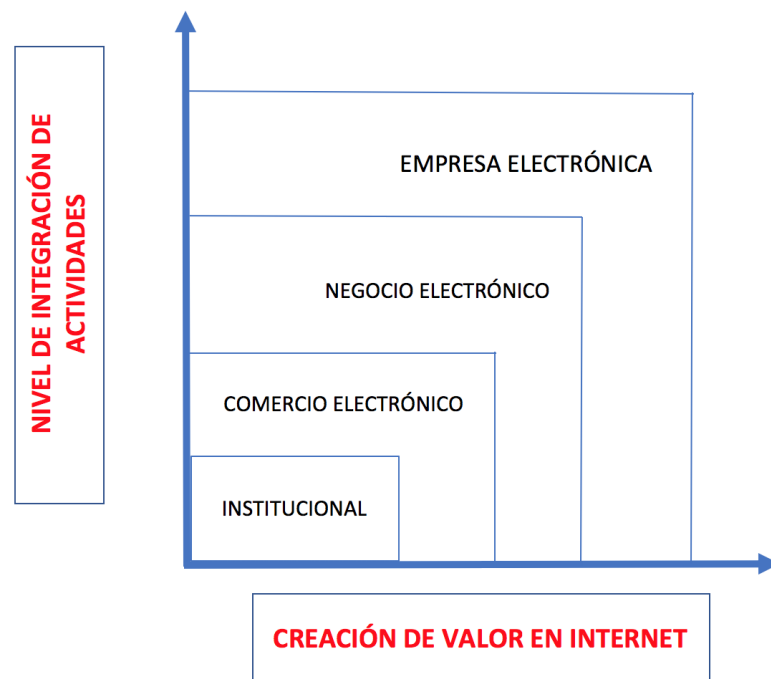 NIVEL DE INTEGRACIÓN DE
ACTIVIDADES
EMPRESA ELECTRÓNICA
NEGOCIO ELECTRÓNICO
COMERCIO ELECTRÓNICO
INSTITUCIONAL
CREACIÓN DE VALOR EN INTERNET